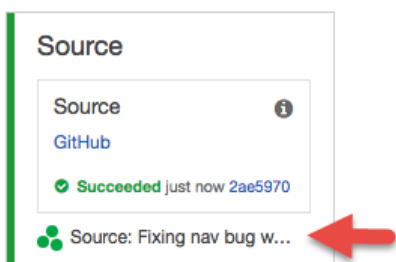 Source
Source
GitHub
Succeeded just now 2ae5970
Source: Fixing nav bug w...